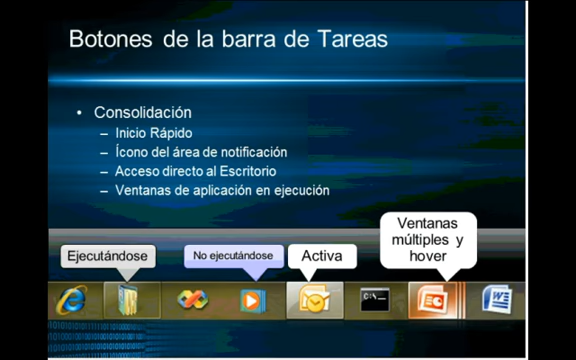 Botones de la barra de Tareas
• Consolidación
– Inicio Rápido
– Ícono del área de notificación
– Acceso directo al Escritorio
– Ventanas de aplicación en ejecución
Ventanas
múltiples y
hover
Ejecutándose
No ejecutándose
Activa
C:\_